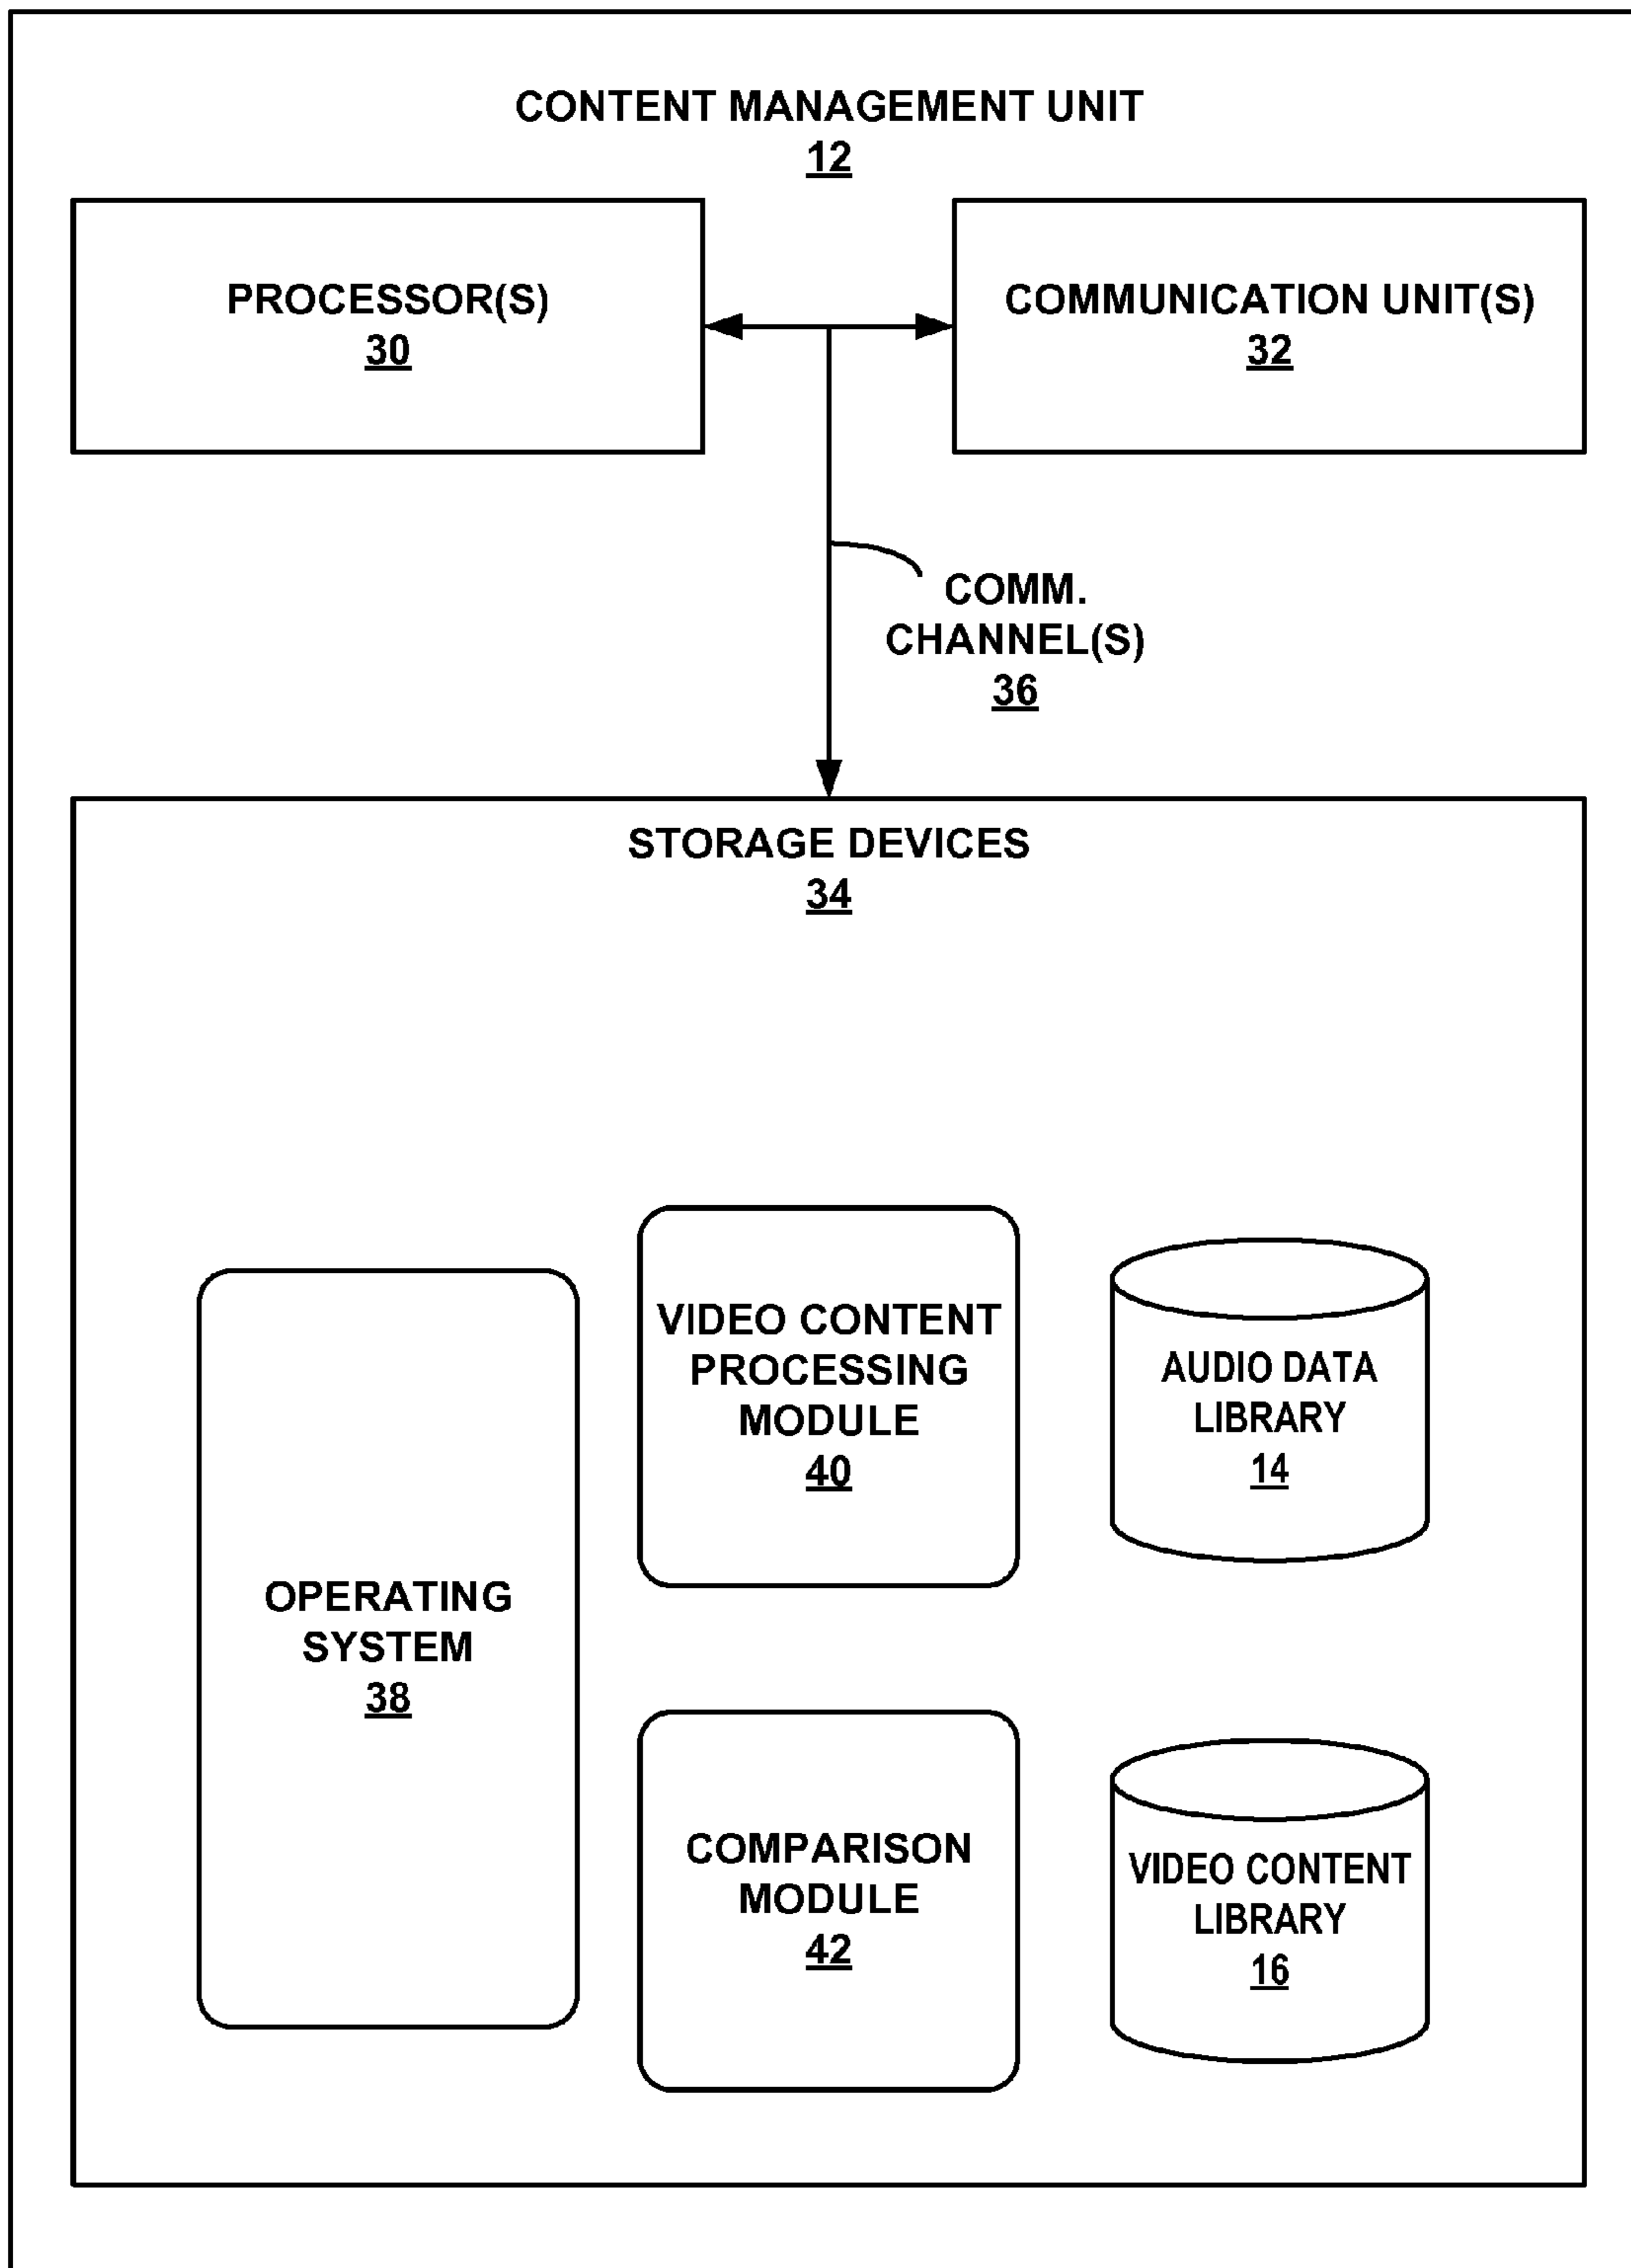 CONTENT MANAGEMENT UNIT
12
PROCESSOR(S)
30
COMMUNICATION UNIT(S)
32
COMM.
CHANNEL(S)
36
STORAGE DEVICES
34
OPERATING
SYSTEM
38
VIDEO CONTENT
PROCESSING
MODULE
40
AUDIO DATA
LIBRARY
14
COMPARISON
MODULE
42
VIDEO CONTENT
LIBRARY
16